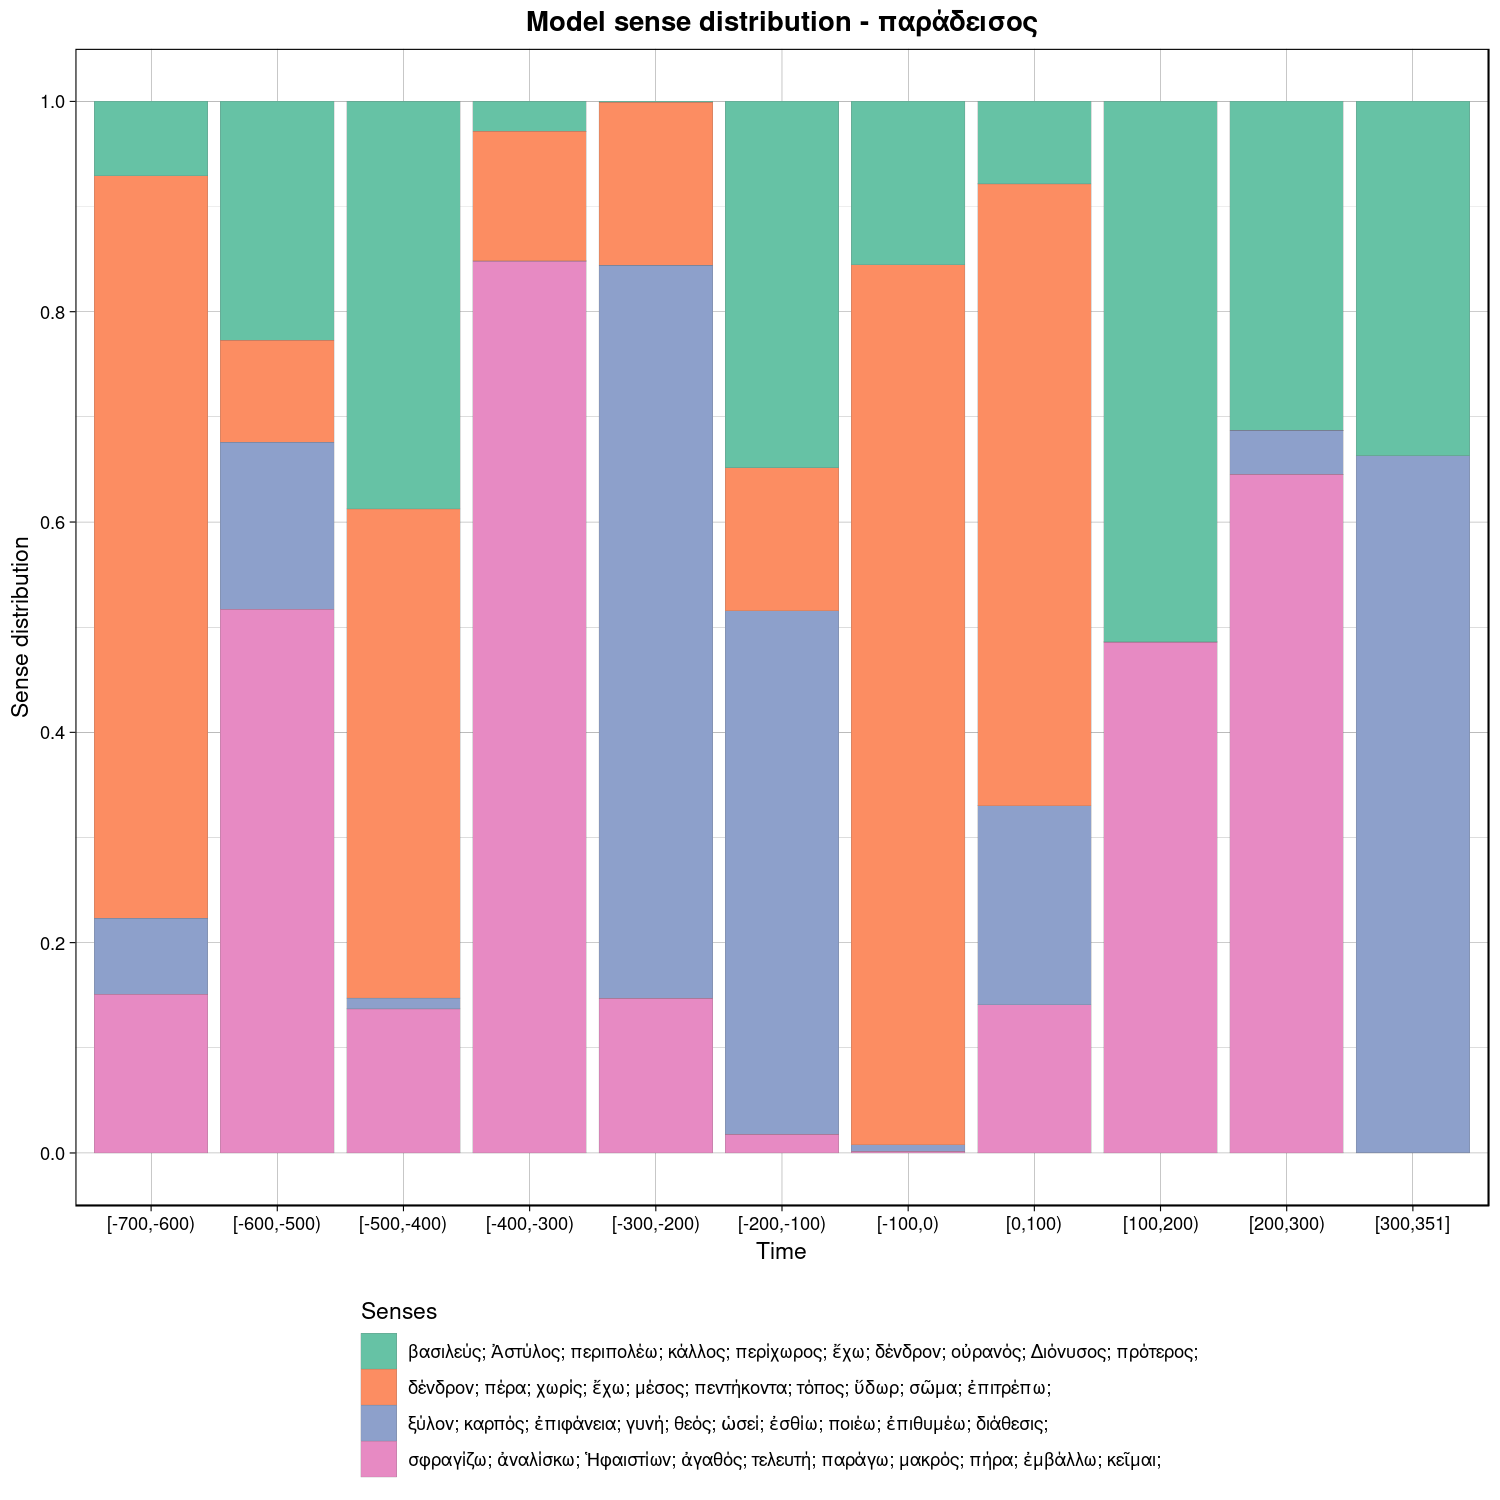 Model sense distribution - παράδεισος
Sense distribution
1.0
0.8
0.6
0.4
0.2
0.0
[-700,-600) [-600,-500) [-500,-400) [-400,-300) [-300,-200) [-200,-100) [-100,0) [0,100) [100,200) [200,300) [300,351]
Time
Senses
βασιλεύς; Ἀστύλος; περιπολέω; κάλλος; περίχωρος; ἔχω; δένδρον; οὐρανός; Διόνυσος; πρότερος;
δένδρον; πέρα; χωρίς; ἔχω; μέσος; πεντήκοντα; τόπος; ὕδωρ; σῶμα; ἐπιτρέπω;
ξύλον; καρπός; ἐπιφάνεια; γυνή; θεός; ὡσεί; ἐσθίω; ποιέω; ἐπιθυμέω; διάθεσις;
σφραγίζω; ἀναλίσκω; Ἡφαιστίων; ἀγαθός; τελευτή; παράγω; μακρός; πήρα; ἐμβάλλω; κεῖμαι;